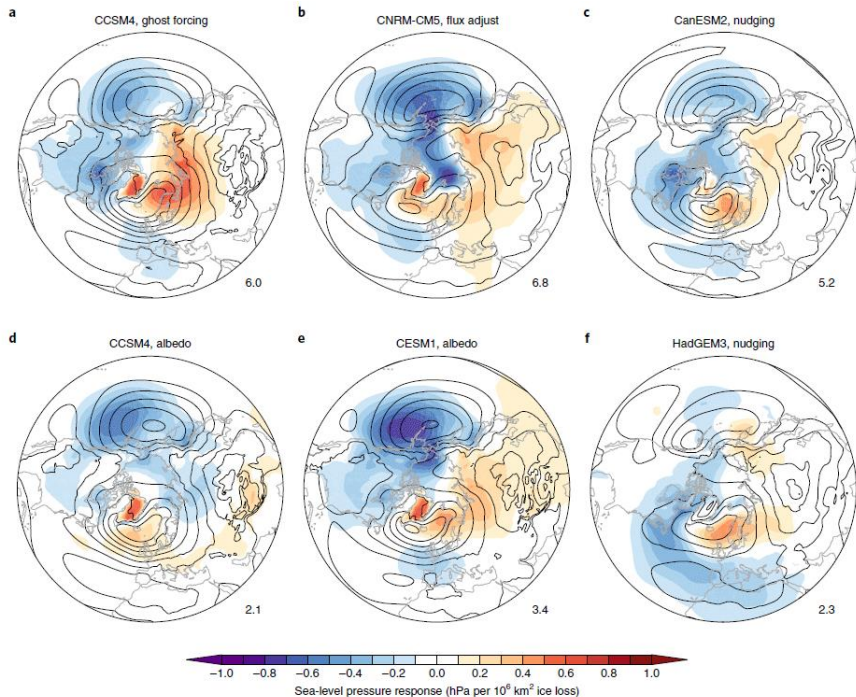 a CCSM4, ghost forcing
b CNRM-CM5, flux adjust
c CanESM2, nudging
6.0
6.8
5.2
d CCSM4, albedo
e CESM1, albedo
f HadGEM3, nudging
2.1
3.4
2.3
−1.0 −0.8 −0.6 −0.4 −0.2 0.0 0.2 0.4 0.6 0.8 1.0
Sea-level pressure response (hPa per 10⁶ km² ice loss)